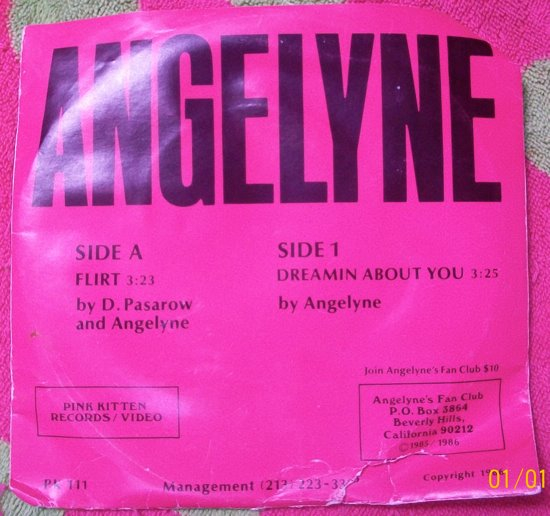 ANGELYNE
SIDE A
FLIRT 3:23
by D. Pasarow
and Angelyne
SIDE 1
DREAMIN ABOUT YOU 3:25
by Angelyne
Join Angelyne's Fan Club $10
PINK KITTEN
RECORDS/VIDEO
Angelyne's Fan Club
P.O. Box 3864
Beverly Hills,
California 90212
©1985/1986
PK 111
Management (213) 223-33
Copyright
01/01